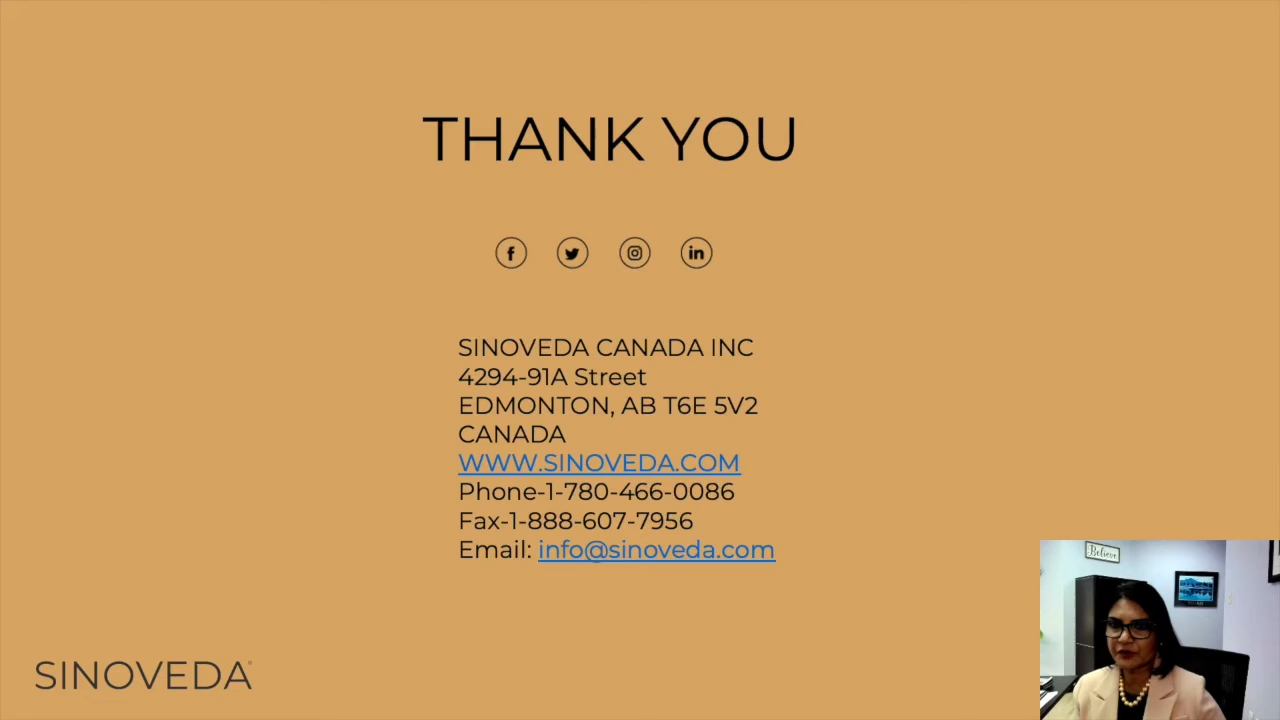 THANK YOU
SINOVEDA CANADA INC
4294-91A Street
EDMONTON, AB T6E 5V2
CANADA
WWW.SINOVEDA.COM
Phone-1-780-466-0086
Fax-1-888-607-7956
Email: info@sinoveda.com
Believe
SINOVEDA